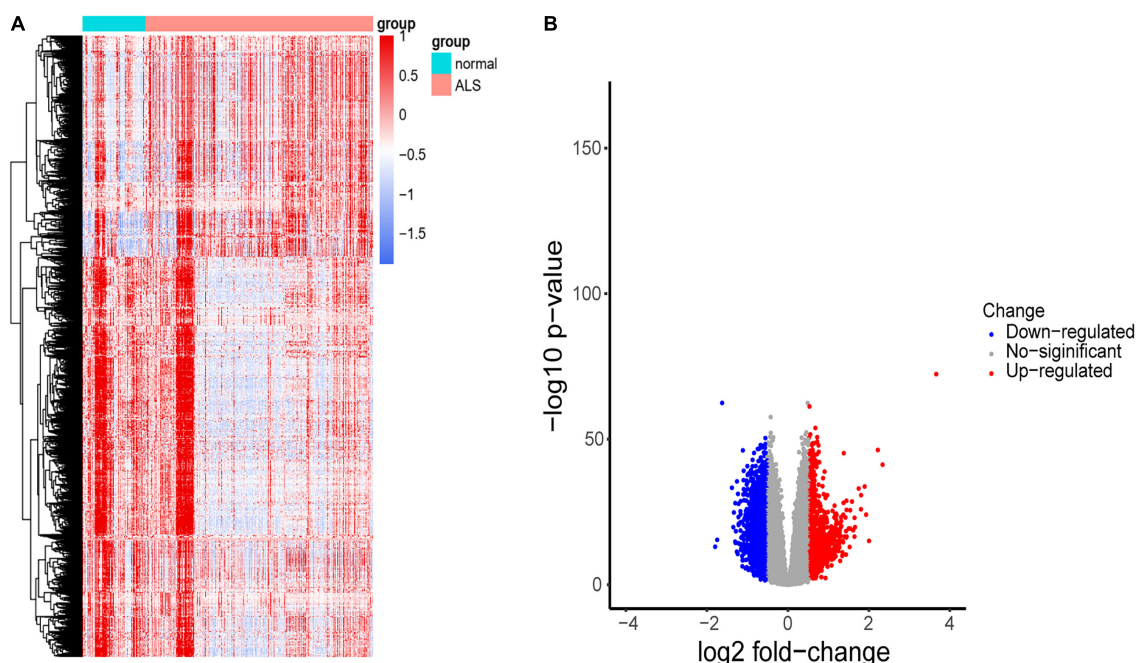 A
group
1
0.5
0
−0.5
−1
−1.5
group
normal
ALS
B
150
100
50
0
−4
−2
0
2
4
−log10 p−value
log2 fold−change
Change
Down−regulated
No−siginificant
Up−regulated